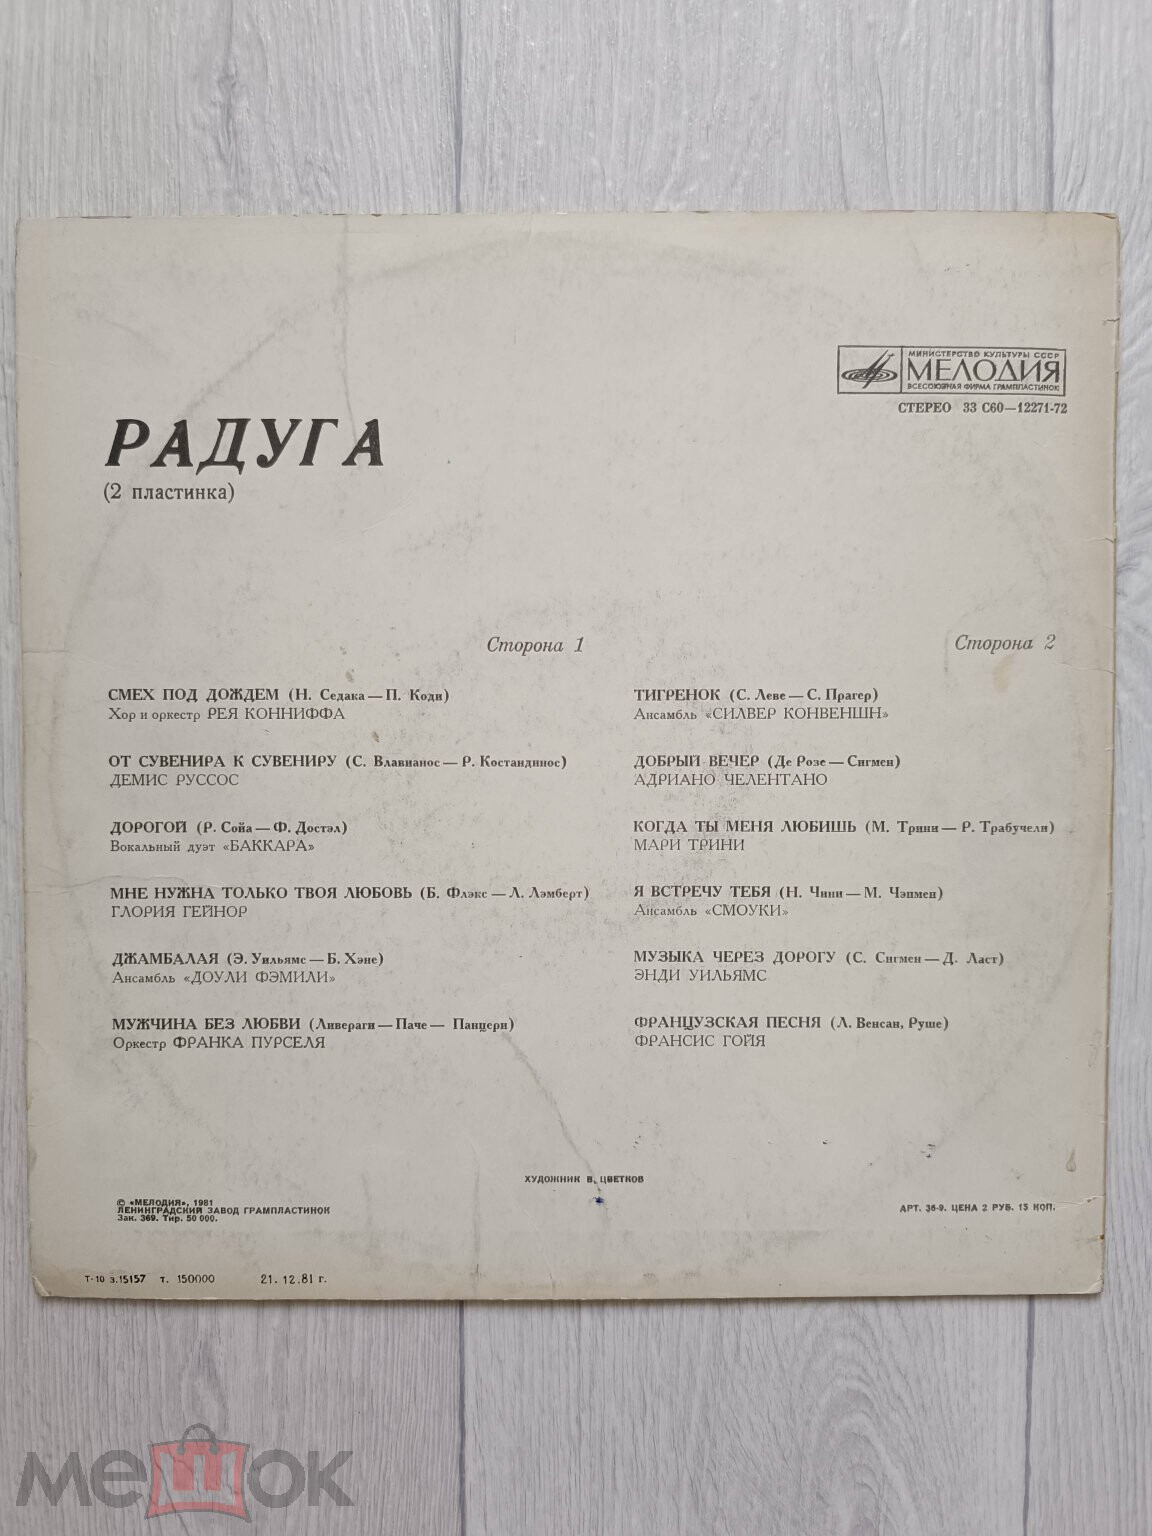 МИНИСТЕРСТВО КУЛЬТУРЫ СССР
МЕЛОДИЯ
ВСЕСОЮЗНАЯ ФИРМА ГРАМПЛАСТИНОК
СТЕРЕО 33 С60—12271-72
РАДУГА
(2 пластинка)
Сторона 1
СМЕХ ПОД ДОЖДЕМ (Н. Седака — П. Коди)
Хор и оркестр РЕЯ КОННИФФА
ОТ СУВЕНИРА К СУВЕНИРУ (С. Влавианос — Р. Костандинос)
ДЕМИС РУССОС
ДОРОГОЙ (Р. Сойа — Ф. Достэл)
Вокальный дуэт «БАККАРА»
МНЕ НУЖНА ТОЛЬКО ТВОЯ ЛЮБОВЬ (Б. Флэкс — Л. Лэмберт)
ГЛОРИЯ ГЕЙНОР
ДЖАМБАЛАЯ (Э. Уильямс — Б. Хэне)
Ансамбль «ДОУЛИ ФЭМИЛИ»
МУЖЧИНА БЕЗ ЛЮБВИ (Ливераги — Паче — Панцери)
Оркестр ФРАНКА ПУРСЕЛЯ
Сторона 2
ТИГРЕНОК (С. Леве — С. Прагер)
Ансамбль «СИЛВЕР КОНВЕНШН»
ДОБРЫЙ ВЕЧЕР (Де Розе — Сигмен)
АДРИАНО ЧЕЛЕНТАНО
КОГДА ТЫ МЕНЯ ЛЮБИШЬ (М. Трини — Р. Трабучели)
МАРИ ТРИНИ
Я ВСТРЕЧУ ТЕБЯ (Н. Чини — М. Чэпмен)
Ансамбль «СМОУКИ»
МУЗЫКА ЧЕРЕЗ ДОРОГУ (С. Сигмен — Д. Ласт)
ЭНДИ УИЛЬЯМС
ФРАНЦУЗСКАЯ ПЕСНЯ (Л. Венсан, Руше)
ФРАНСИС ГОЙЯ
ХУДОЖНИК В. ЦВЕТКОВ
© «МЕЛОДИЯ», 1981
ЛЕНИНГРАДСКИЙ ЗАВОД ГРАМПЛАСТИНОК
Зак. 369. Тир. 50 000.
АРТ. 36-9. ЦЕНА 2 РУБ. 15 КОП.
Т-10 з.15157 т. 150000 21. 12.81 г.
мешок